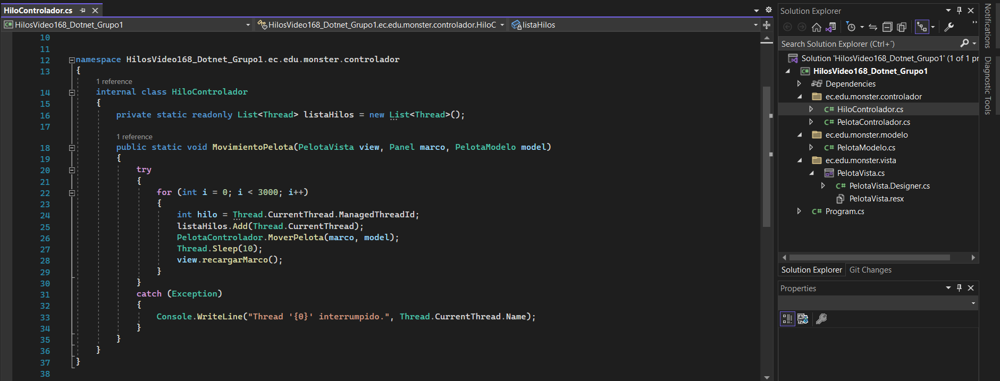 HiloControlador.cs
HilosVideo168_Dotnet_Grupo1
HilosVideo168_Dotnet_Grupo1.ec.edu.monster.controlador.HiloC
listaHilos
10
11
12 namespace HilosVideo168_Dotnet_Grupo1.ec.edu.monster.controlador
13 {
1 reference
14 internal class HiloControlador
15 {
16 private static readonly List<Thread> listaHilos = new List<Thread>();
17
1 reference
18 public static void MovimientoPelota(PelotaVista view, Panel marco, PelotaModelo model)
19 {
20 try
21 {
22 for (int i = 0; i < 3000; i++)
23 {
24 int hilo = Thread.CurrentThread.ManagedThreadId;
25 listaHilos.Add(Thread.CurrentThread);
26 PelotaControlador.MoverPelota(marco, model);
27 Thread.Sleep(10);
28 view.recargarMarco();
29 }
30 }
31 catch (Exception)
32 {
33 Console.WriteLine("Thread '{0}' interrumpido.", Thread.CurrentThread.Name);
34 }
35 }
36 }
37 }
38
Solution Explorer
Search Solution Explorer (Ctrl+´)
Solution 'HilosVideo168_Dotnet_Grupo1' (1 of 1 pr
C# HilosVideo168_Dotnet_Grupo1
Dependencies
ec.edu.monster.controlador
C# HiloControlador.cs
C# PelotaControlador.cs
ec.edu.monster.modelo
C# PelotaModelo.cs
ec.edu.monster.vista
PelotaVista.cs
C# PelotaVista.Designer.cs
PelotaVista.resx
C# Program.cs
Solution Explorer
Git Changes
Properties
Notifications
Diagnostic Tools